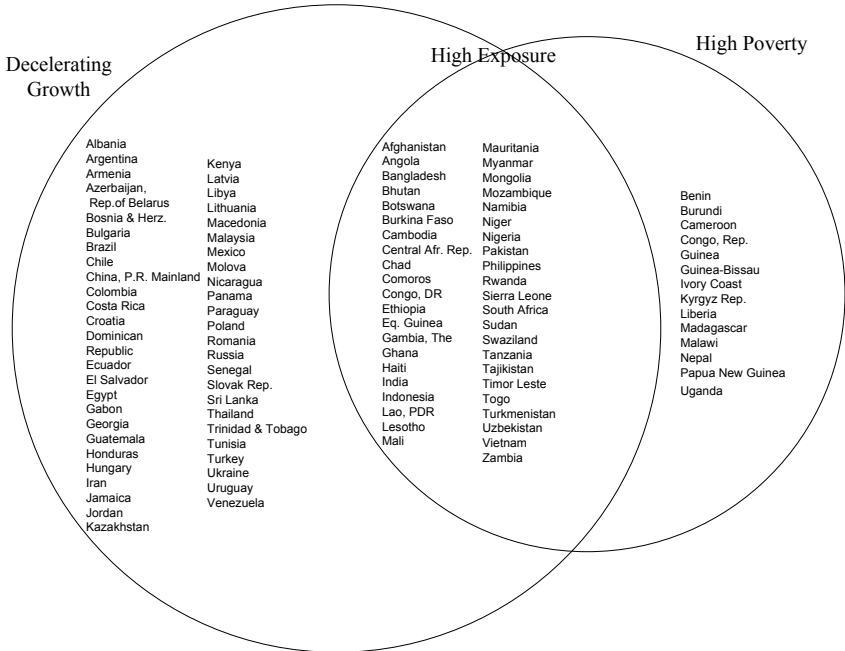 Decelerating
Growth
High Exposure
High Poverty
Albania
Argentina
Armenia
Azerbaijan,
Rep.of Belarus
Bosnia & Herz.
Bulgaria
Brazil
Chile
China, P.R. Mainland
Colombia
Costa Rica
Croatia
Dominican
Republic
Ecuador
El Salvador
Egypt
Gabon
Georgia
Guatemala
Honduras
Hungary
Iran
Jamaica
Jordan
Kazakhstan
Kenya
Latvia
Libya
Lithuania
Macedonia
Malaysia
Mexico
Molova
Nicaragua
Panama
Paraguay
Poland
Romania
Russia
Senegal
Slovak Rep.
Sri Lanka
Thailand
Trinidad & Tobago
Tunisia
Turkey
Ukraine
Uruguay
Venezuela
Afghanistan
Angola
Bangladesh
Bhutan
Botswana
Burkina Faso
Cambodia
Central Afr. Rep.
Chad
Comoros
Congo, DR
Ethiopia
Eq. Guinea
Gambia, The
Ghana
Haiti
India
Indonesia
Lao, PDR
Lesotho
Mali
Mauritania
Myanmar
Mongolia
Mozambique
Namibia
Niger
Nigeria
Pakistan
Philippines
Rwanda
Sierra Leone
South Africa
Sudan
Swaziland
Tanzania
Tajikistan
Timor Leste
Togo
Turkmenistan
Uzbekistan
Vietnam
Zambia
Benin
Burundi
Cameroon
Congo, Rep.
Guinea
Guinea-Bissau
Ivory Coast
Kyrgyz Rep.
Liberia
Madagascar
Malawi
Nepal
Papua New Guinea
Uganda